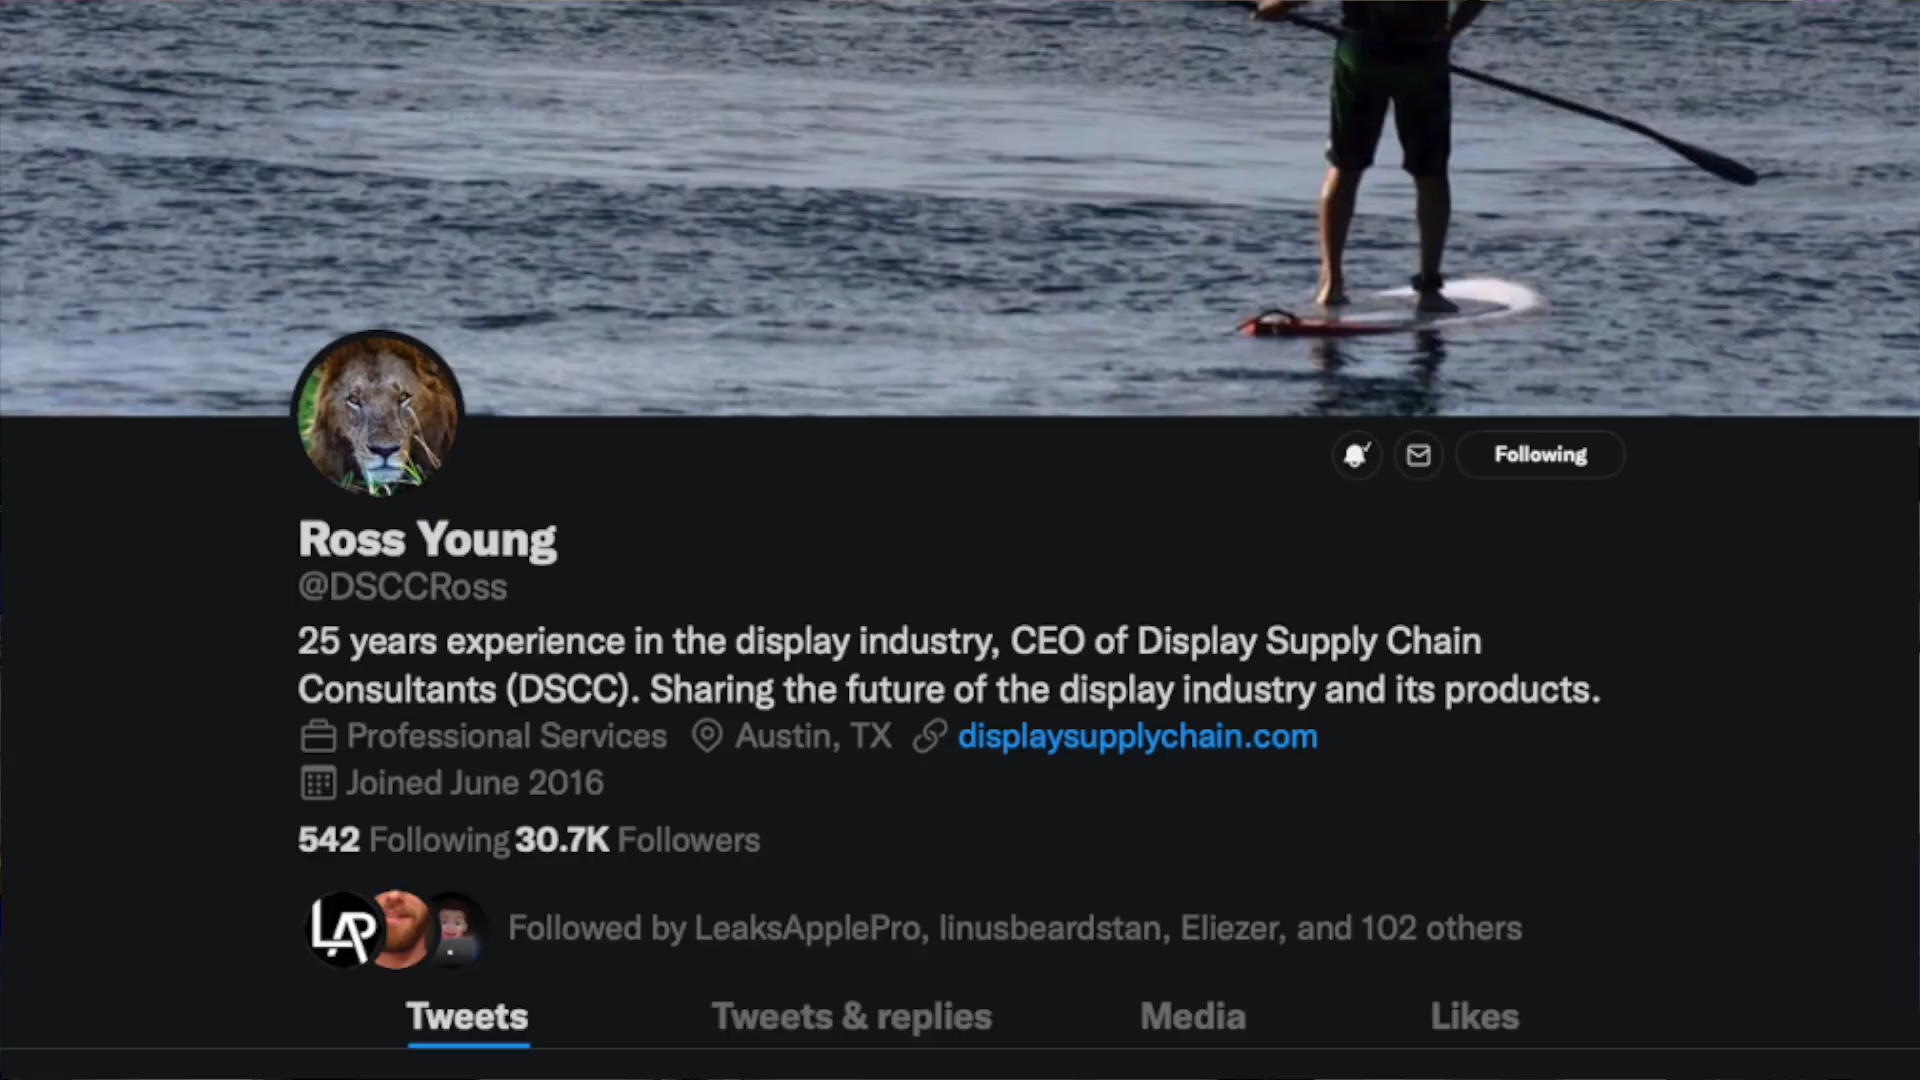 Following
Ross Young
@DSCCRoss
25 years experience in the display industry, CEO of Display Supply Chain
Consultants (DSCC). Sharing the future of the display industry and its products.
Professional Services Austin, TX displaysupplychain.com
Joined June 2016
542 Following 30.7K Followers
LAP
Followed by LeaksApplePro, linusbeardstan, Eliezer, and 102 others
Tweets Tweets & replies Media Likes